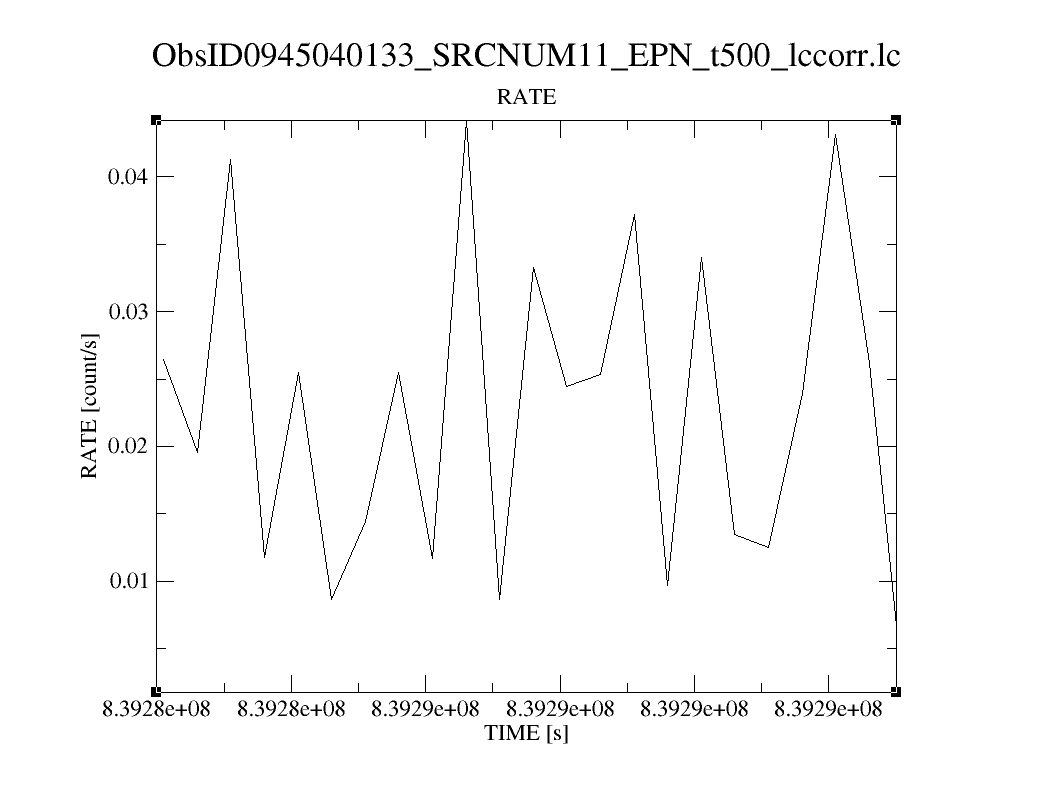 ObsID0945040133_SRCNUM11_EPN_t500_lccorr.lc
RATE
0.04
0.03
0.02
0.01
RATE [count/s]
8.3928e+08 8.3928e+08 8.3929e+08 8.3929e+08 8.3929e+08 8.3929e+08
TIME [s]